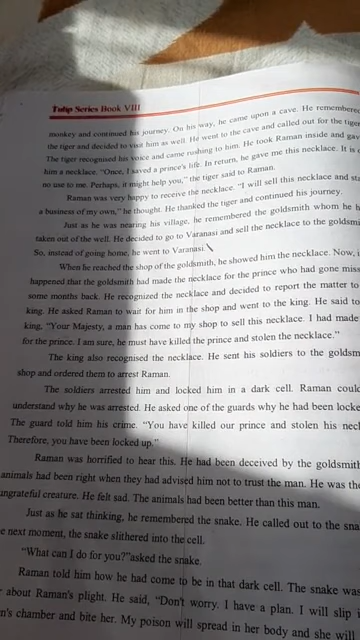 Tulip Series Book VIII
monkey and continued his journey. On his way, he came upon a cave. He remembered
the tiger and decided to visit him as well. He went to the cave and called out for the tiger
The tiger recognised his voice and came rushing to him. He took Raman inside and gav
him a necklace. "Once, I saved a prince's life. In return, he gave me this necklace. It is o
no use to me. Perhaps, it might help you," the tiger said to Raman.
Raman was very happy to receive the necklace. "I will sell this necklace and sta
a business of my own," he thought. He thanked the tiger and continued his journey.
Just as he was nearing his village, he remembered the goldsmith whom he h
taken out of the well. He decided to go to Varanasi and sell the necklace to the goldsmi
So, instead of going home, he went to Varanasi.
When he reached the shop of the goldsmith, he showed him the necklace. Now, i
happened that the goldsmith had made the necklace for the prince who had gone miss
some months back. He recognized the necklace and decided to report the matter to
king. He asked Raman to wait for him in the shop and went to the king. He said to
king, "Your Majesty, a man has come to my shop to sell this necklace. I had made
for the prince. I am sure, he must have killed the prince and stolen the necklace."
The king also recognised the necklace. He sent his soldiers to the goldsm
shop and ordered them to arrest Raman.
The soldiers arrested him and locked him in a dark cell. Raman could
understand why he was arrested. He asked one of the guards why he had been locke
The guard told him his crime. "You have killed our prince and stolen his neck
Therefore, you have been locked up."
Raman was horrified to hear this. He had been deceived by the goldsmith
animals had been right when they had advised him not to trust the man. He was the
ungrateful creature. He felt sad. The animals had been better than this man.
Just as he sat thinking, he remembered the snake. He called out to the sna
e next moment, the snake slithered into the cell.
"What can I do for you?"asked the snake.
Raman told him how he had come to be in that dark cell. The snake was
about Raman's plight. He said, "Don't worry. I have a plan. I will slip i
n's chamber and bite her. My poison will spread in her body and she will